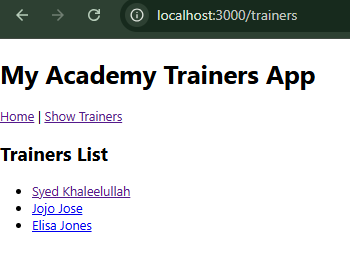 localhost:3000/trainers
My Academy Trainers App
Home | Show Trainers
Trainers List
Syed Khaleelullah
Jojo Jose
Elisa Jones